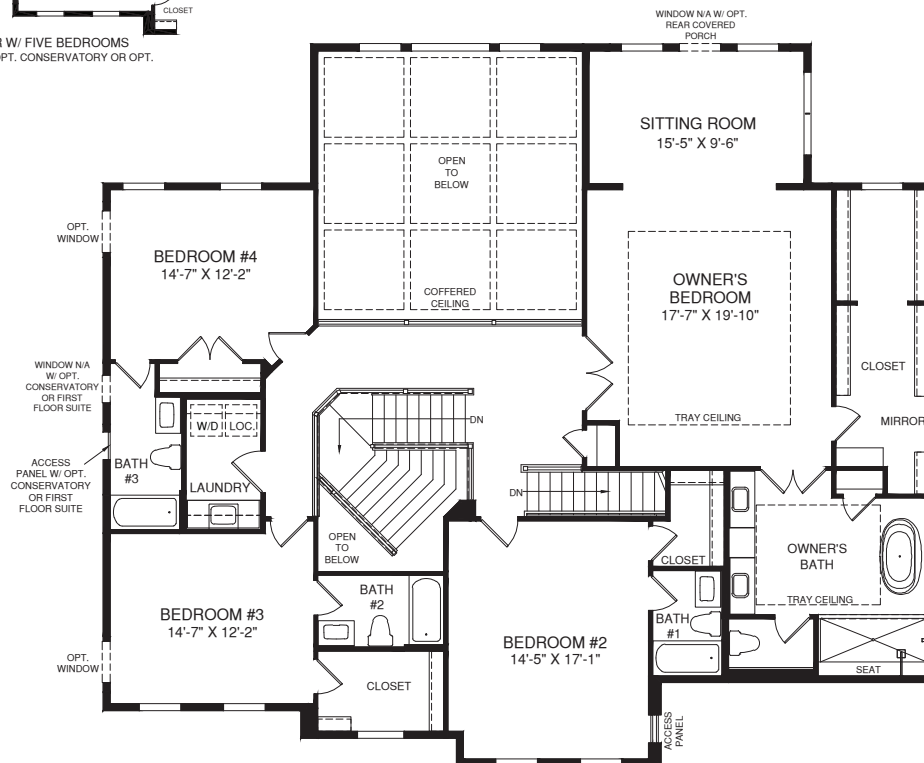 CLOSET
R W/ FIVE BEDROOMS
OPT. CONSERVATORY OR OPT.
WINDOW N/A W/ OPT.
REAR COVERED
PORCH
SITTING ROOM
15'-5" X 9'-6"
OPEN
TO
BELOW
OPT.
WINDOW
BEDROOM #4
14'-7" X 12'-2"
COFFERED
CEILING
OWNER'S
BEDROOM
17'-7" X 19'-10"
TRAY CEILING
CLOSET
MIRROR
WINDOW N/A
W/ OPT.
CONSERVATORY
OR FIRST
FLOOR SUITE
W/D LOC.
DN
ACCESS
PANEL W/ OPT.
CONSERVATORY
OR FIRST
FLOOR SUITE
BATH
#3
LAUNDRY
DN
OPEN
TO
BELOW
CLOSET
OWNER'S
BATH
TRAY CEILING
BATH
#2
BEDROOM #3
14'-7" X 12'-2"
BATH
#1
BEDROOM #2
14'-5" X 17'-1"
OPT.
WINDOW
CLOSET
SEAT
ACCESS
PANEL